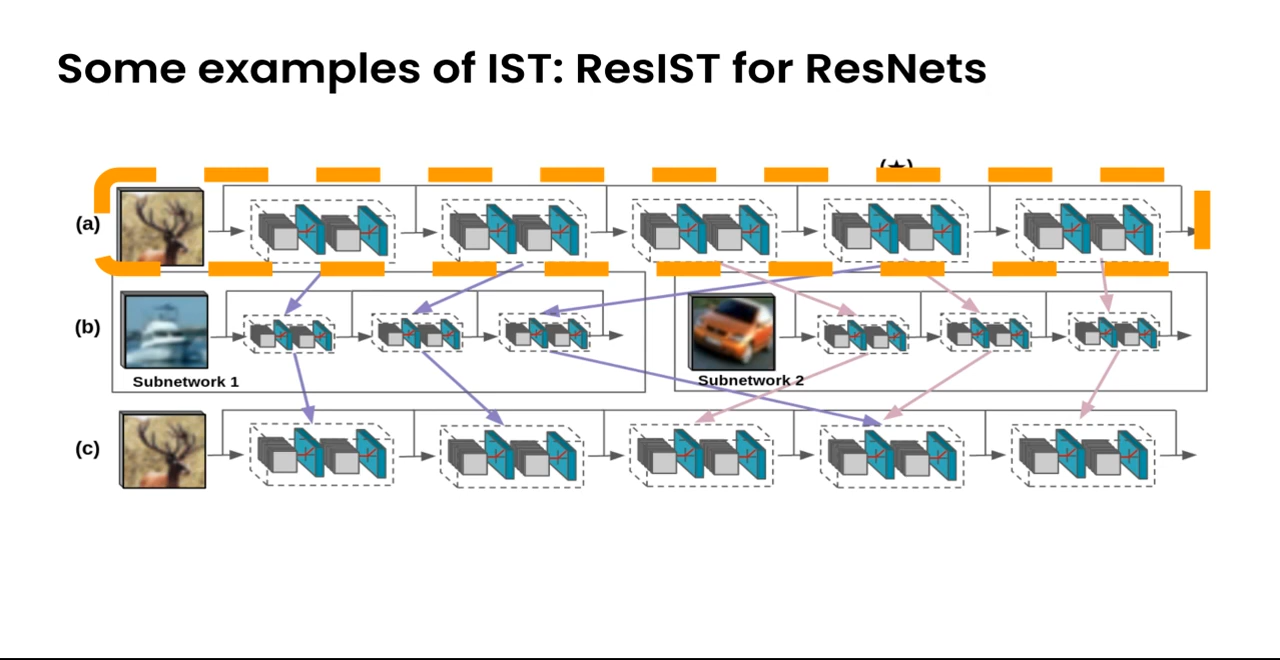 Some examples of IST: ResIST for ResNets
(★)
(a)
(b)
Subnetwork 1
Subnetwork 2
(c)